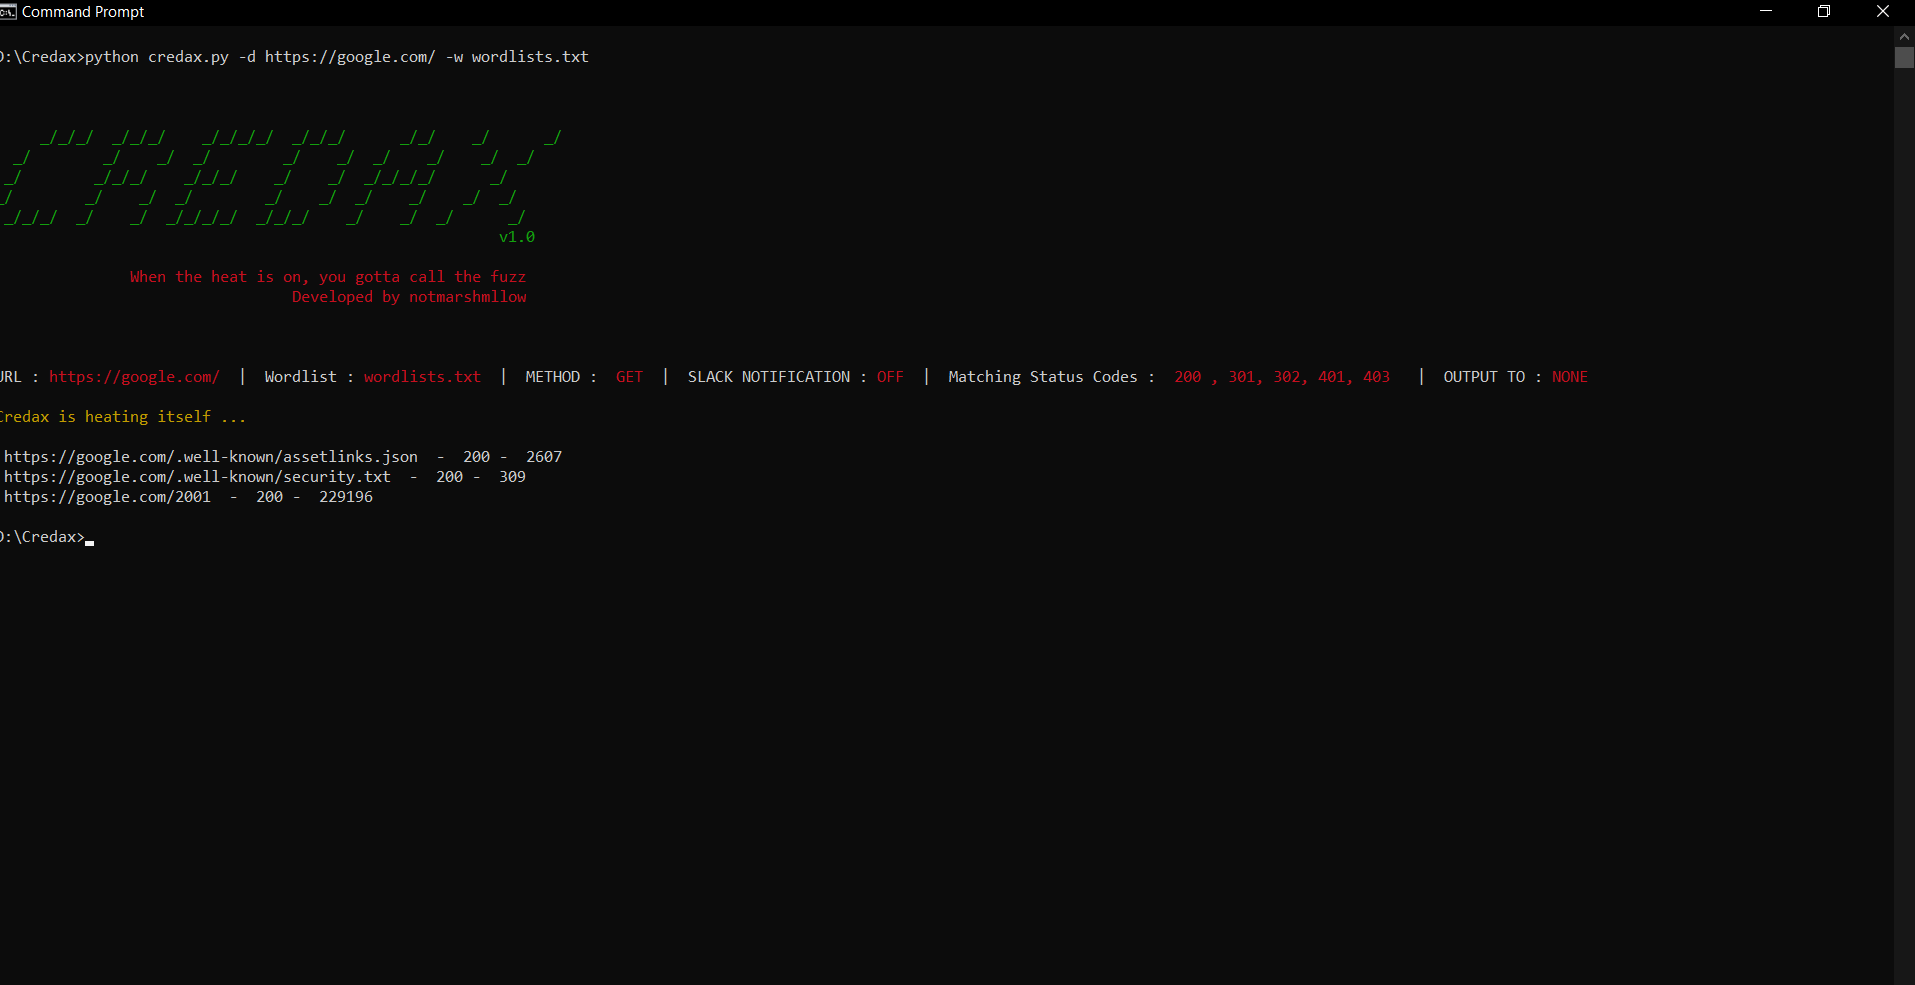 Command Prompt
D:\Credax>python credax.py -d https://google.com/ -w wordlists.txt
CREDAX
v1.0
When the heat is on, you gotta call the fuzz
Developed by notmarshmllow
URL : https://google.com/ | Wordlist : wordlists.txt | METHOD : GET | SLACK NOTIFICATION : OFF | Matching Status Codes : 200 , 301, 302, 401, 403 | OUTPUT TO : NONE
Credax is heating itself ...
https://google.com/.well-known/assetlinks.json - 200 - 2607
https://google.com/.well-known/security.txt - 200 - 309
https://google.com/2001 - 200 - 229196
D:\Credax>